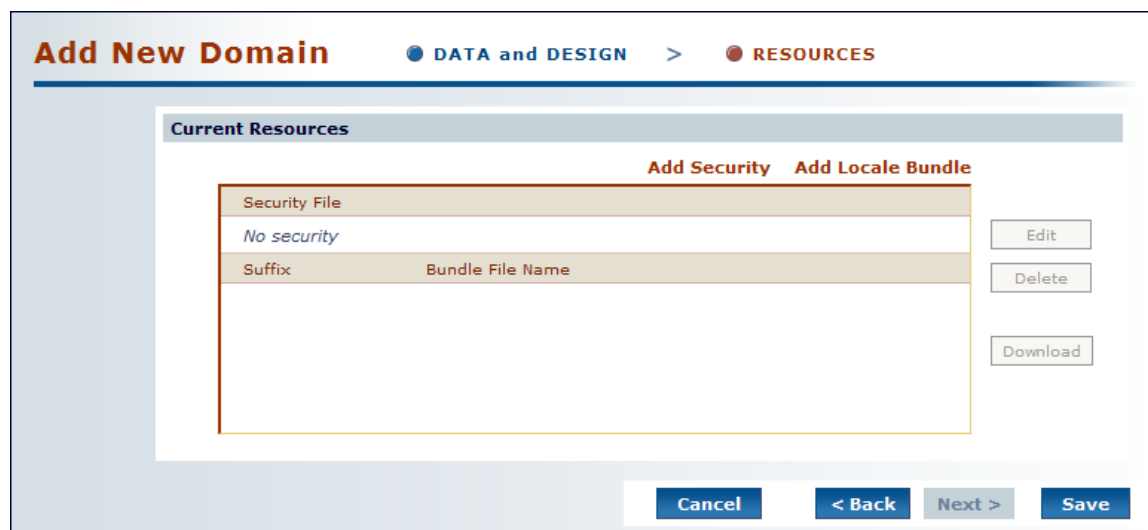 Add New Domain DATA and DESIGN > RESOURCES
Current Resources
Add Security Add Locale Bundle
Security File
No security
Edit
Suffix Bundle File Name
Delete
Download
Cancel < Back Next > Save